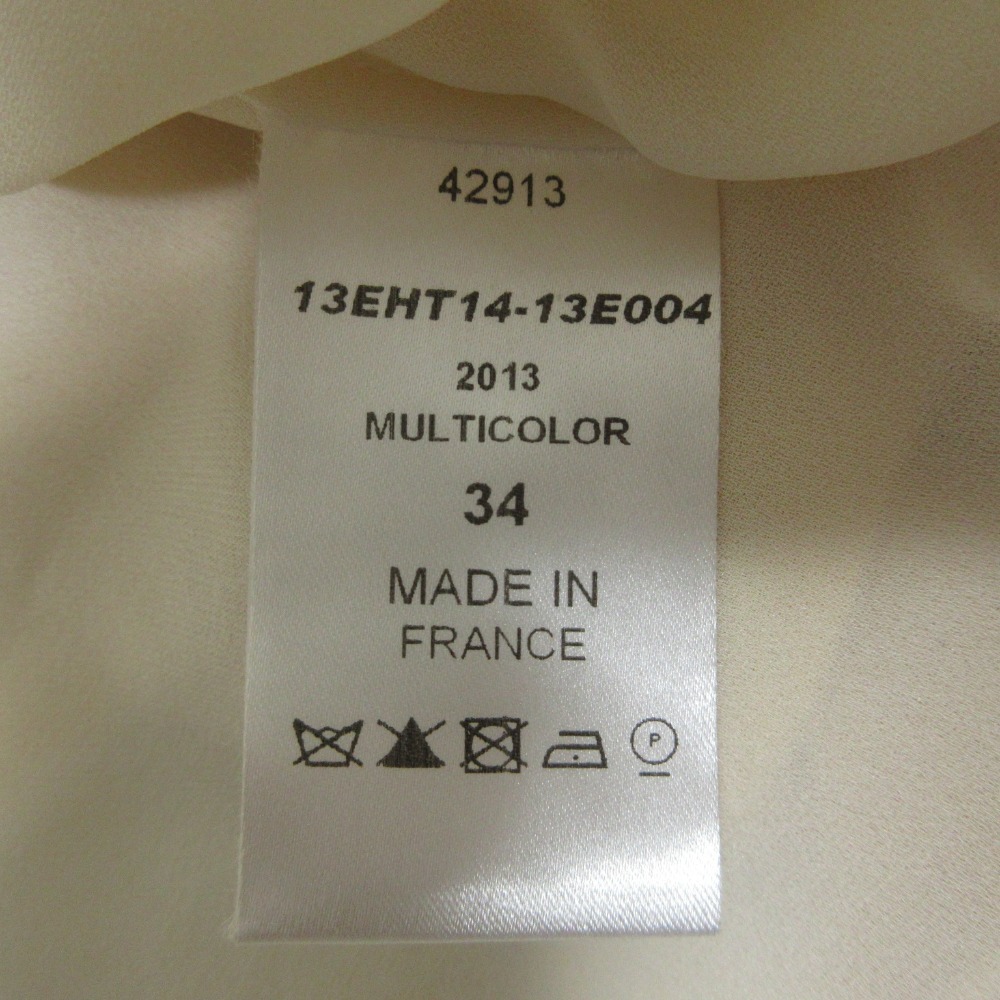 42913
13EHT14-13E004
2013
MULTICOLOR
34
MADE IN
FRANCE
P